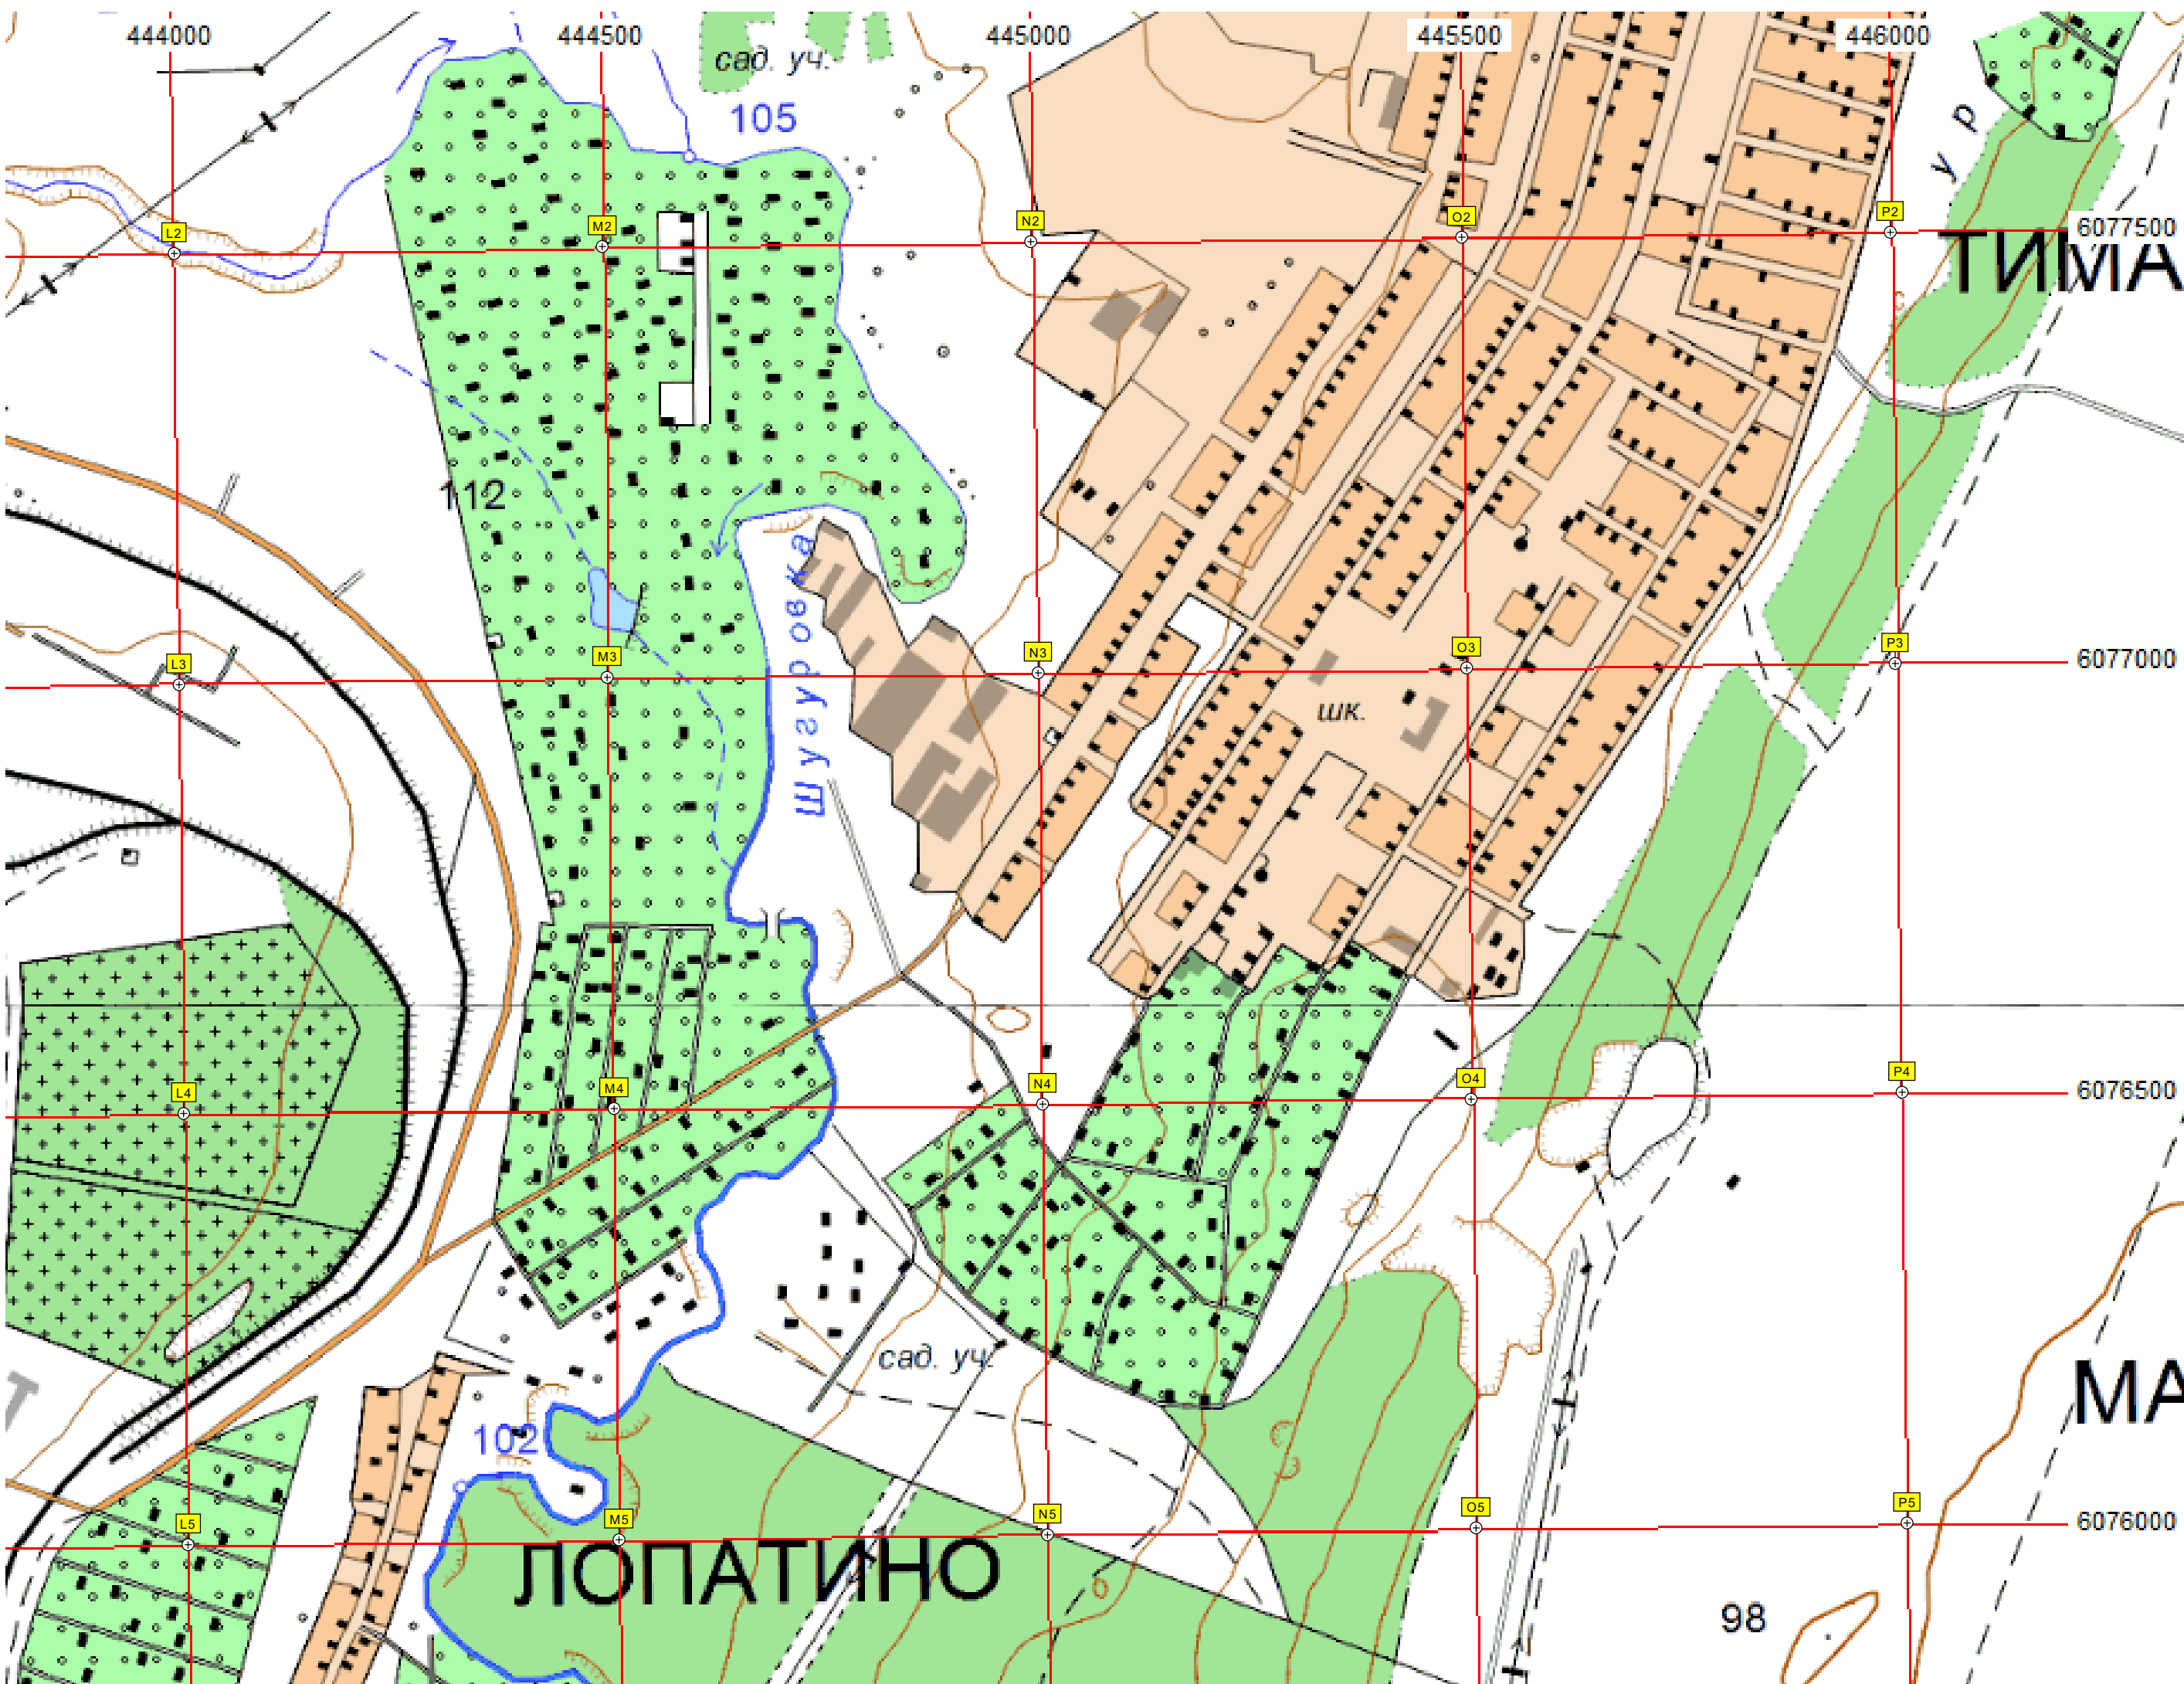 444000 444500 445000 445500 446000
сад. уч.
105
ур
L2 M2 N2 O2 P2 6077500
ТИМА
112
Шугуровка
L3 M3 N3 O3 P3 6077000
шк.
L4 M4 N4 O4 P4 6076500
сад. уч.
МА
102
L5 M5 N5 O5 P5 6076000
ЛОПАТИНО
98